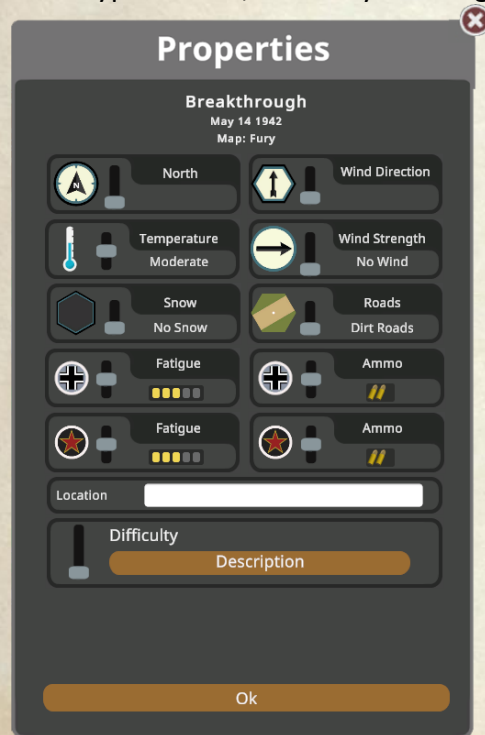 Properties
Breakthrough
May 14 1942
Map: Fury
N
North
Wind Direction
Temperature
Moderate
Wind Strength
No Wind
Snow
No Snow
Roads
Dirt Roads
Fatigue
Ammo
Fatigue
Ammo
Location
Difficulty
Description
Ok